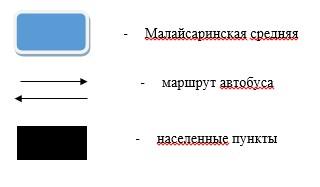 - Малайсаринская средняя
- маршрут автобуса
- населенные пункты